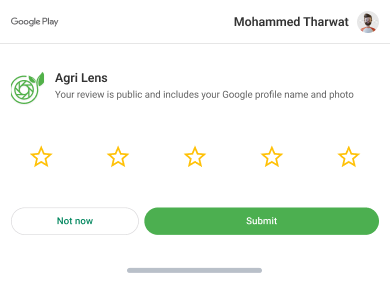 Google Play
Mohammed Tharwat
Agri Lens
Your review is public and includes your Google profile name and photo
Not now
Submit